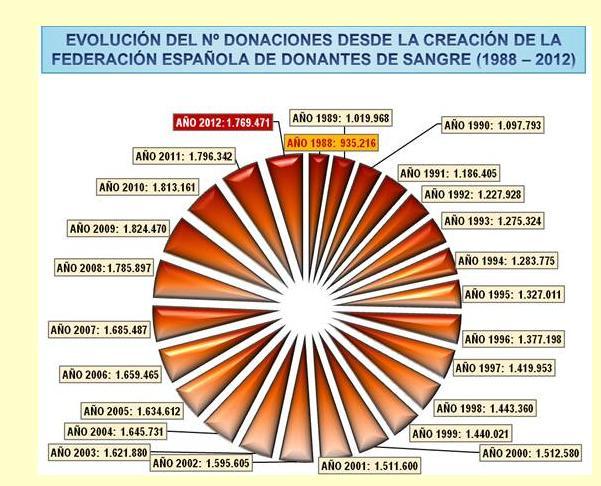 EVOLUCIÓN DEL Nº DONACIONES DESDE LA CREACIÓN DE LA
FEDERACIÓN ESPAÑOLA DE DONANTES DE SANGRE (1988 – 2012)
AÑO 1988: 935.216
AÑO 1989: 1.019.968
AÑO 1990: 1.097.793
AÑO 1991: 1.186.405
AÑO 1992: 1.227.928
AÑO 1993: 1.275.324
AÑO 1994: 1.283.775
AÑO 1995: 1.327.011
AÑO 1996: 1.377.198
AÑO 1997: 1.419.953
AÑO 1998: 1.443.360
AÑO 1999: 1.440.021
AÑO 2000: 1.512.580
AÑO 2001: 1.511.600
AÑO 2002: 1.595.605
AÑO 2003: 1.621.880
AÑO 2004: 1.645.731
AÑO 2005: 1.634.612
AÑO 2006: 1.659.465
AÑO 2007: 1.685.487
AÑO 2008: 1.785.897
AÑO 2009: 1.824.470
AÑO 2010: 1.813.161
AÑO 2011: 1.796.342
AÑO 2012: 1.769.471